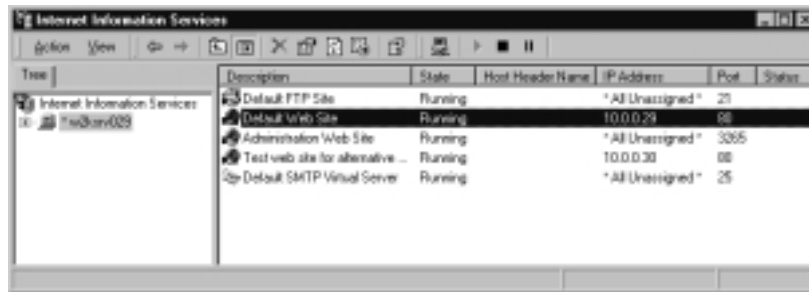 Internet Information Services
Action View
Tree
Description State Host Header Name IP Address Port Status
Internet Information Services
* w2ksrv029
Default FTP Site Running * All Unassigned * 21
Default Web Site Running 10.0.0.29 80
Administration Web Site Running * All Unassigned * 3265
Test web site for alternative ... Running 10.0.0.30 80
Default SMTP Virtual Server Running * All Unassigned * 25